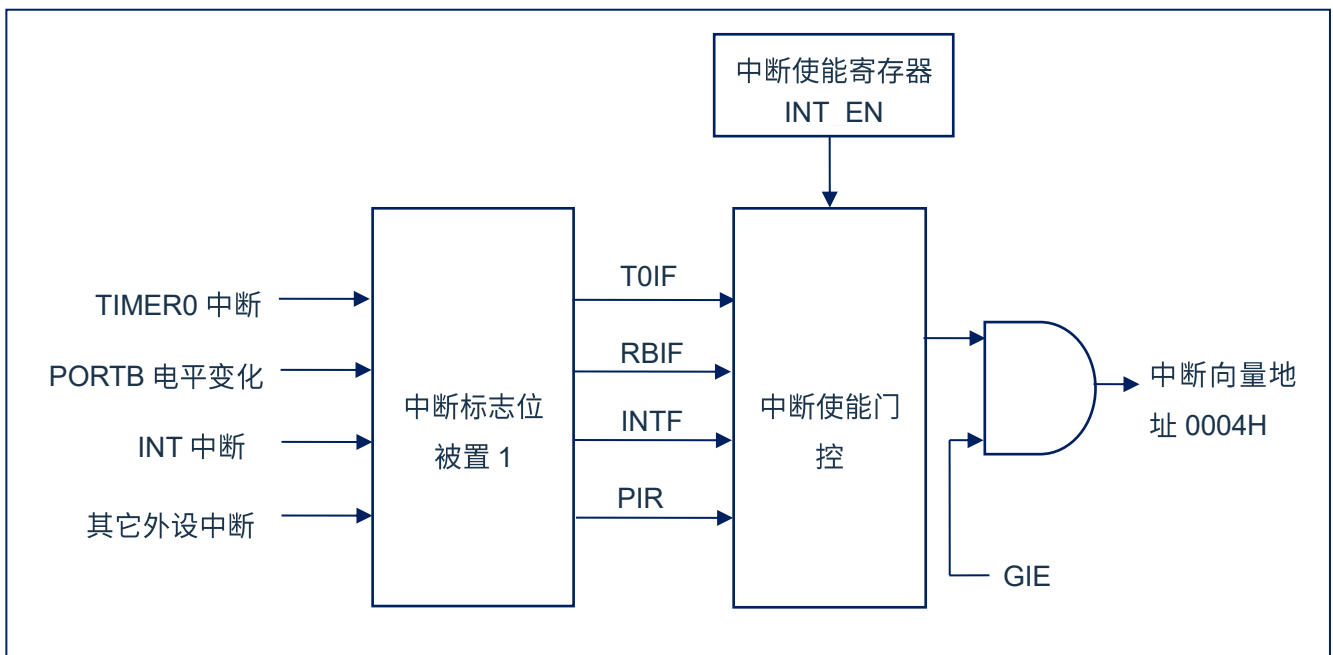 中断使能寄存器
INT EN
TIMER0 中断
PORTB 电平变化
INT 中断
其它外设中断
中断标志位
被置 1
T0IF
RBIF
INTF
PIR
中断使能门
控
GIE
中断向量地
址 0004H